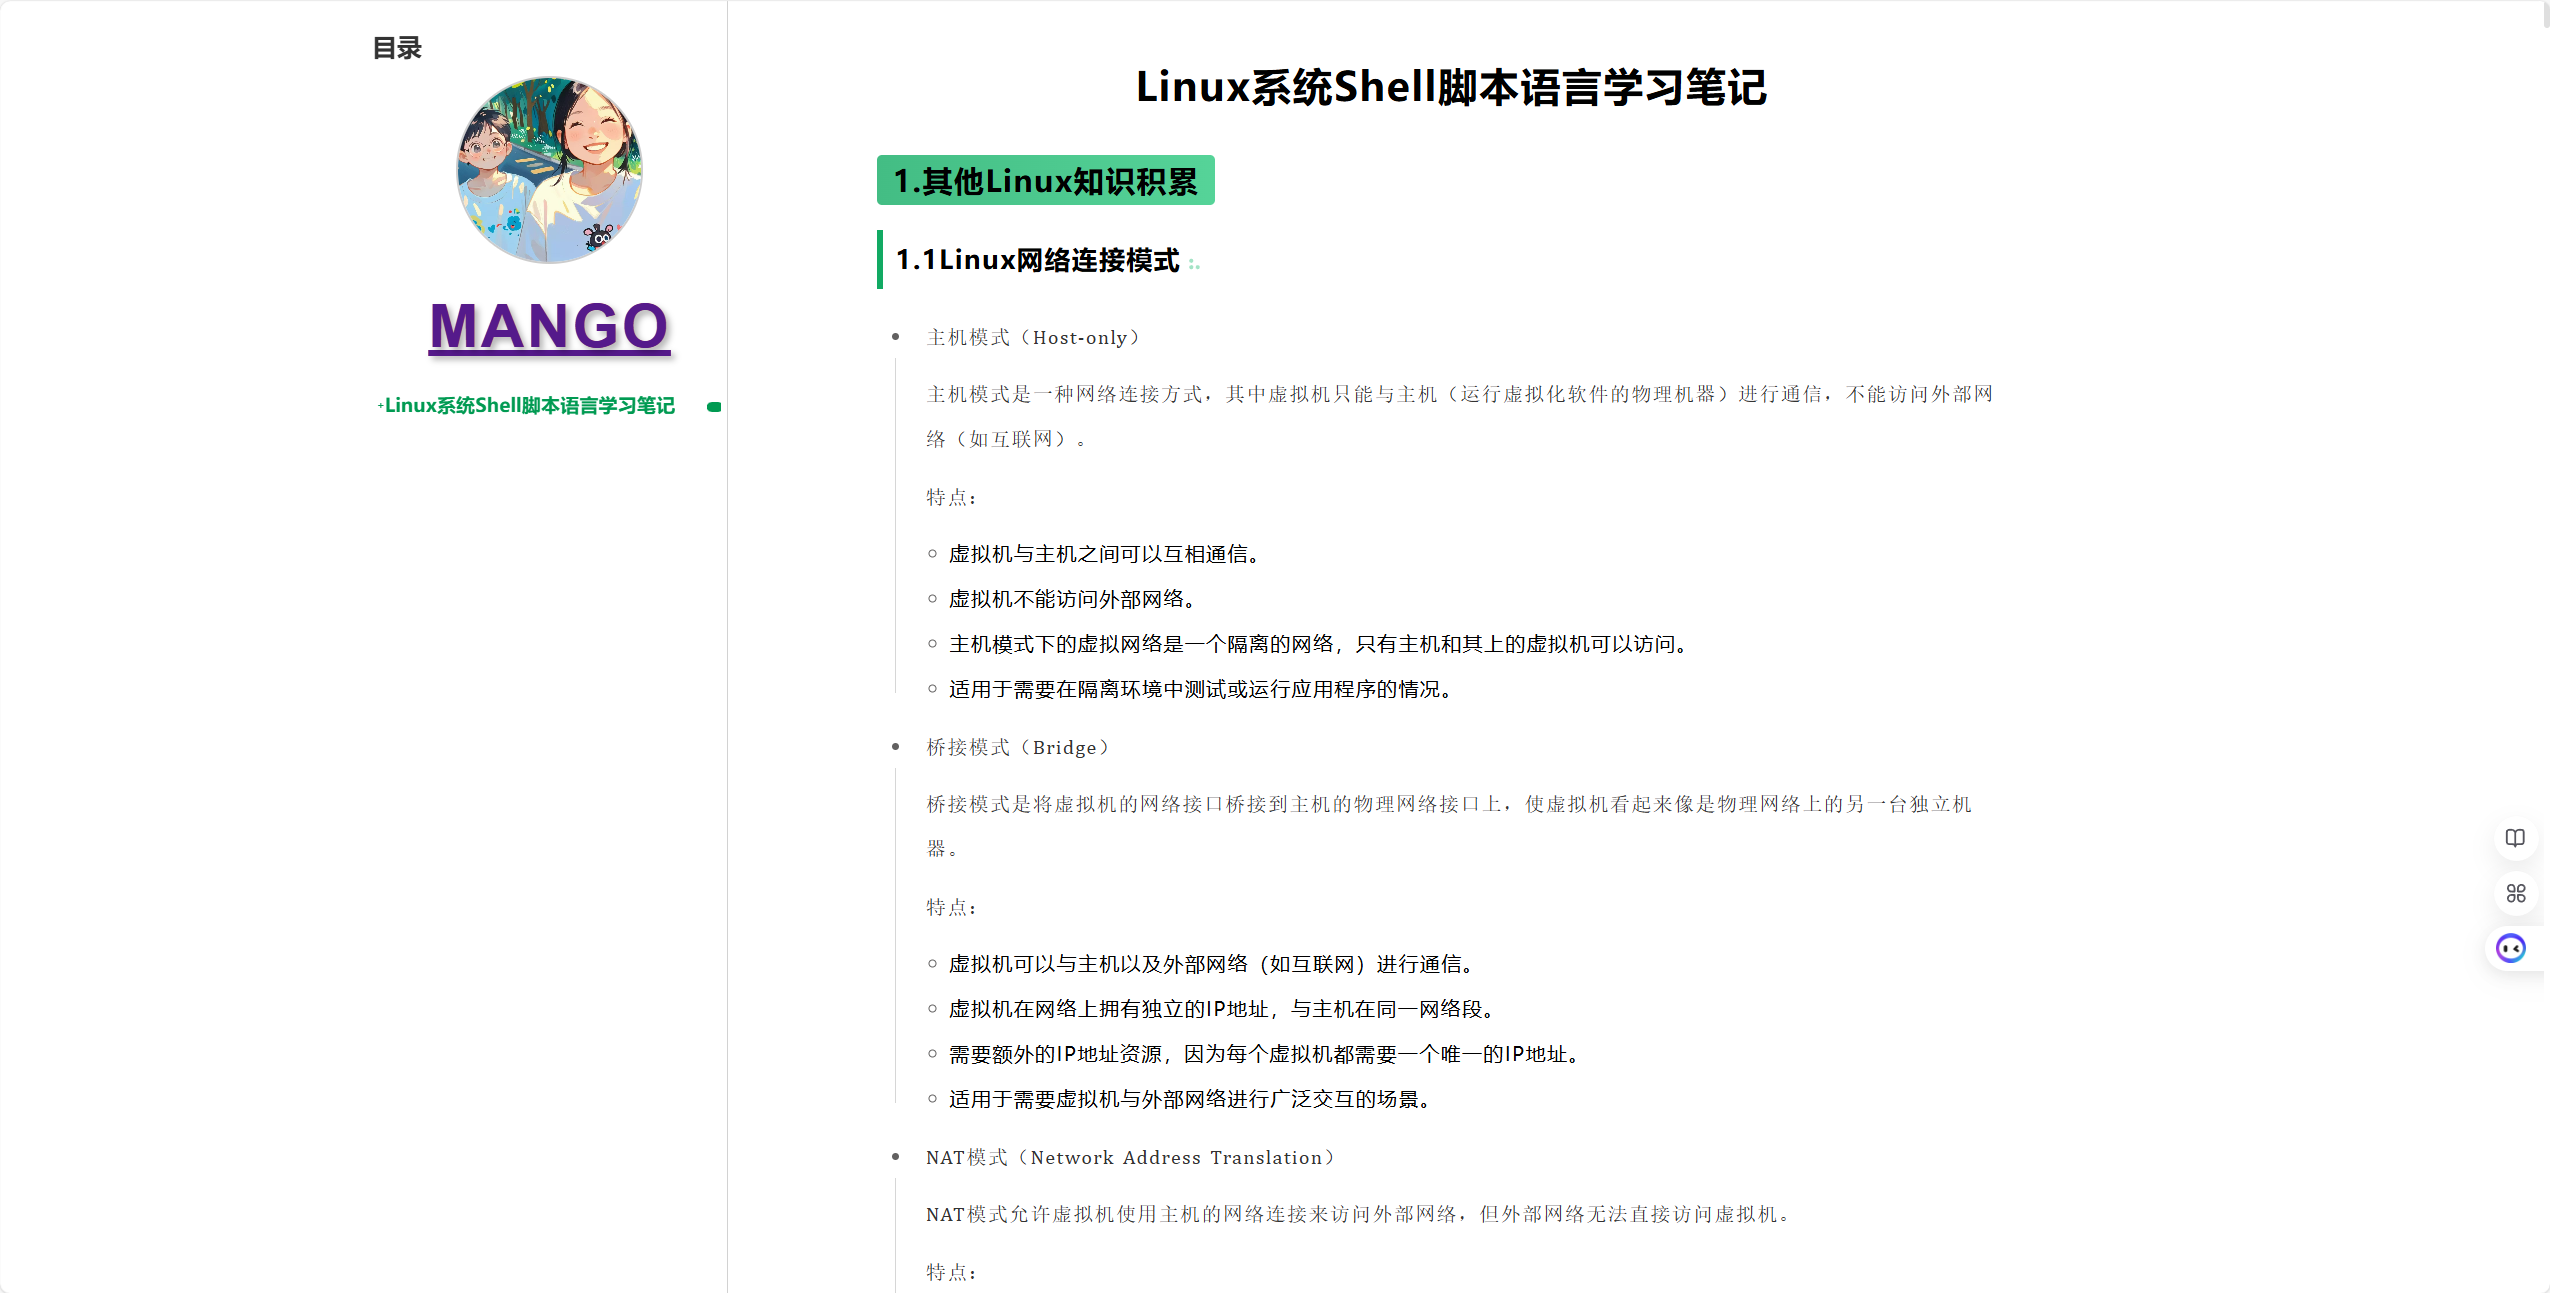 目录
MANGO
+Linux系统Shell脚本语言学习笔记
Linux系统Shell脚本语言学习笔记
1.其他Linux知识积累
1.1Linux网络连接模式
主机模式（Host-only）
主机模式是一种网络连接方式，其中虚拟机只能与主机（运行虚拟化软件的物理机器）进行通信，不能访问外部网
络（如互联网）。
特点：
虚拟机与主机之间可以互相通信。
虚拟机不能访问外部网络。
主机模式下的虚拟网络是一个隔离的网络，只有主机和其上的虚拟机可以访问。
适用于需要在隔离环境中测试或运行应用程序的情况。
桥接模式（Bridge）
桥接模式是将虚拟机的网络接口桥接到主机的物理网络接口上，使虚拟机看起来像是物理网络上的另一台独立机
器。
特点：
虚拟机可以与主机以及外部网络（如互联网）进行通信。
虚拟机在网络上拥有独立的IP地址，与主机在同一网络段。
需要额外的IP地址资源，因为每个虚拟机都需要一个唯一的IP地址。
适用于需要虚拟机与外部网络进行广泛交互的场景。
NAT模式（Network Address Translation）
NAT模式允许虚拟机使用主机的网络连接来访问外部网络，但外部网络无法直接访问虚拟机。
特点：